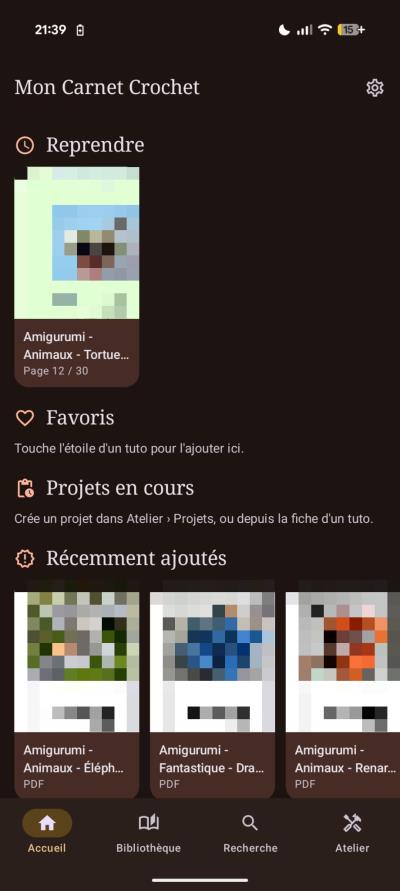 21:39
15+
Mon Carnet Crochet
Reprendre
Amigurumi -
Animaux - Tortue...
Page 12 / 30
Favoris
Touche l'étoile d'un tuto pour l'ajouter ici.
Projets en cours
Crée un projet dans Atelier › Projets, ou depuis la fiche d'un tuto.
Récemment ajoutés
Amigurumi -
Animaux - Éléph...
PDF
Amigurumi -
Fantastique - Dra...
PDF
Amigurumi -
Animaux - Renar...
PDF
Accueil
Bibliothèque
Recherche
Atelier